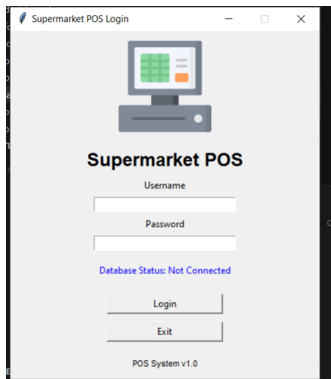 Supermarket POS Login
Supermarket POS
Username
Password
Database Status: Not Connected
Login
Exit
POS System v1.0